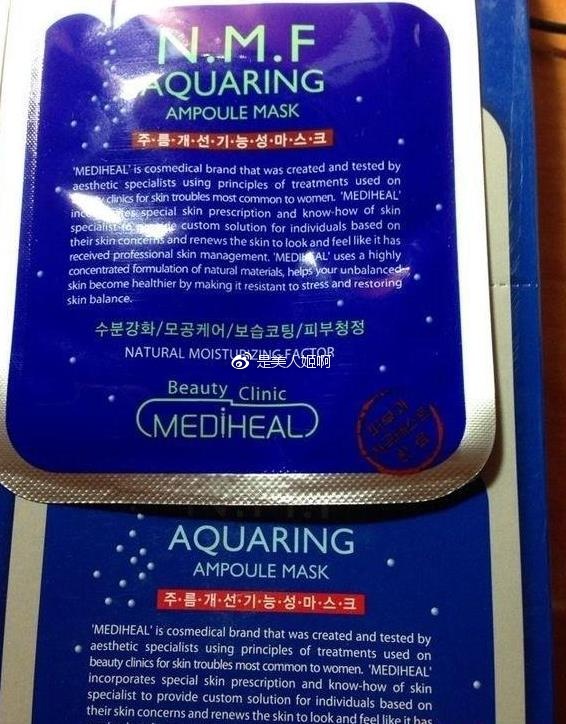 N.M.F
AQUARING
AMPOULE MASK
주·름·개·선·기·능·성·마·스·크
'MEDIHEAL' is cosmedical brand that was created and tested by
aesthetic specialists using principles of treatments used on
beauty clinics for skin troubles most common to women. 'MEDIHEAL'
incorporates special skin prescription and know-how of skin
specialist to provide custom solution for individuals based on
their skin concerns and renews the skin to look and feel like it has
received professional skin management. 'MEDIHEAL' uses a highly
concentrated formulation of natural materials, helps your unbalanced
skin become healthier by making it resistant to stress and restoring
skin balance.
수분강화/모공케어/보습코팅/피부청정
NATURAL MOISTURIZING FACTOR
是美人姬啊
Beauty Clinic
MEDIHEAL
N.M.F
AQUARING
AMPOULE MASK
주·름·개·선·기·능·성·마·스·크
'MEDIHEAL' is cosmedical brand that was created and tested by
aesthetic specialists using principles of treatments used on
beauty clinics for skin troubles most common to women. 'MEDIHEAL'
incorporates special skin prescription and know-how of skin
specialist to provide custom solution for individuals based on
their skin concerns and renews the skin to look and feel like it has